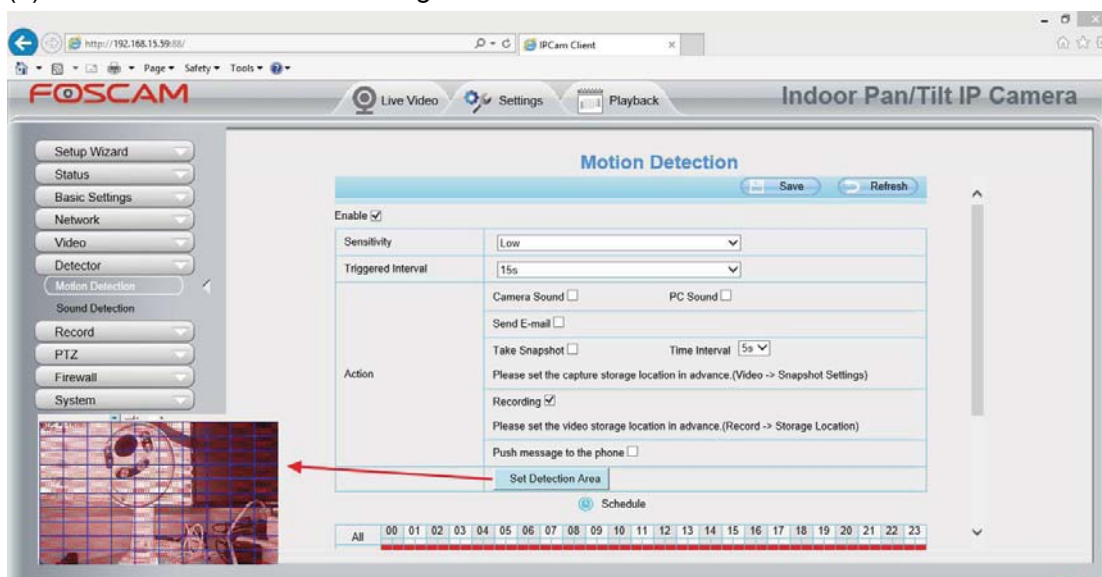 http://192.168.15.59:88/
IPCam Client
Page Safety Tools
FOSCAM
Live Video Settings Playback
Indoor Pan/Tilt IP Camera
Setup Wizard
Status
Basic Settings
Network
Video
Detector
Motion Detection
Sound Detection
Record
PTZ
Firewall
System
Motion Detection
Save Refresh
Enable
Sensitivity Low
Triggered Interval 15s
Action
Camera Sound PC Sound
Send E-mail
Take Snapshot Time Interval 5s
Please set the capture storage location in advance.(Video -> Snapshot Settings)
Recording
Please set the video storage location in advance.(Record -> Storage Location)
Push message to the phone
Set Detection Area
Schedule
All 00 01 02 03 04 05 06 07 08 09 10 11 12 13 14 15 16 17 18 19 20 21 22 23